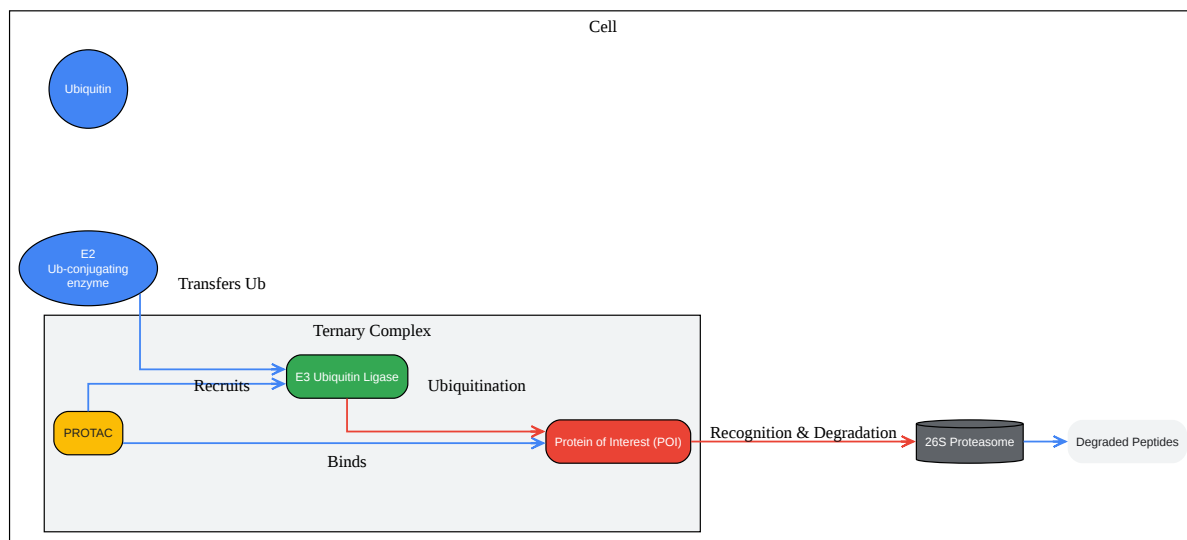 Cell
Ubiquitin
E2
Ub-conjugating
enzyme
Transfers Ub
Ternary Complex
E3 Ubiquitin Ligase
Recruits
Ubiquitination
PROTAC
Binds
Protein of Interest (POI)
Recognition & Degradation
26S Proteasome
Degraded Peptides